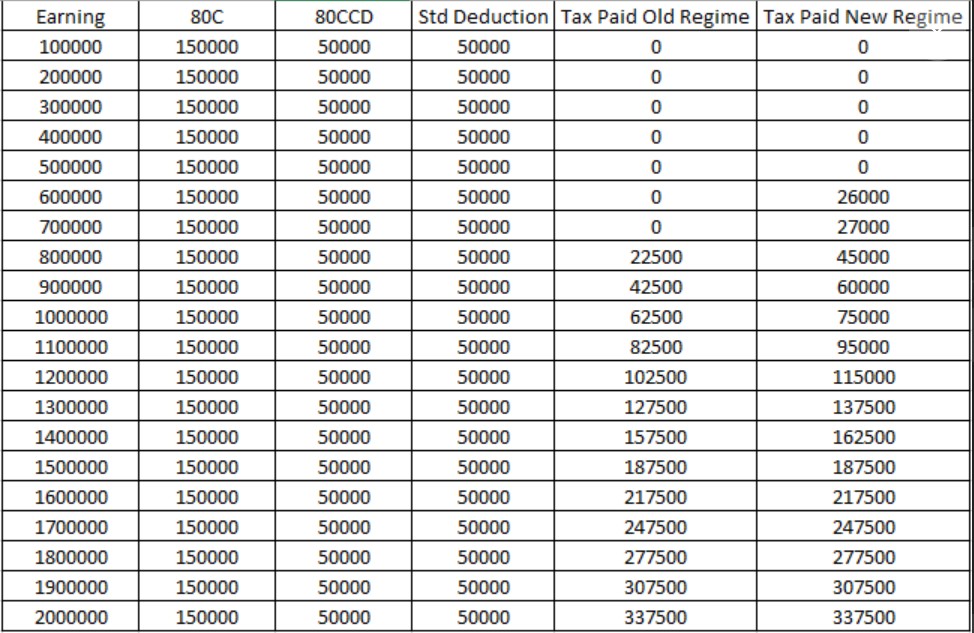 Earning 80C 80CCD Std Deduction Tax Paid Old Regime Tax Paid New Regime
100000 150000 50000 50000 0 0
200000 150000 50000 50000 0 0
300000 150000 50000 50000 0 0
400000 150000 50000 50000 0 0
500000 150000 50000 50000 0 0
600000 150000 50000 50000 0 26000
700000 150000 50000 50000 0 27000
800000 150000 50000 50000 22500 45000
900000 150000 50000 50000 42500 60000
1000000 150000 50000 50000 62500 75000
1100000 150000 50000 50000 82500 95000
1200000 150000 50000 50000 102500 115000
1300000 150000 50000 50000 127500 137500
1400000 150000 50000 50000 157500 162500
1500000 150000 50000 50000 187500 187500
1600000 150000 50000 50000 217500 217500
1700000 150000 50000 50000 247500 247500
1800000 150000 50000 50000 277500 277500
1900000 150000 50000 50000 307500 307500
2000000 150000 50000 50000 337500 337500